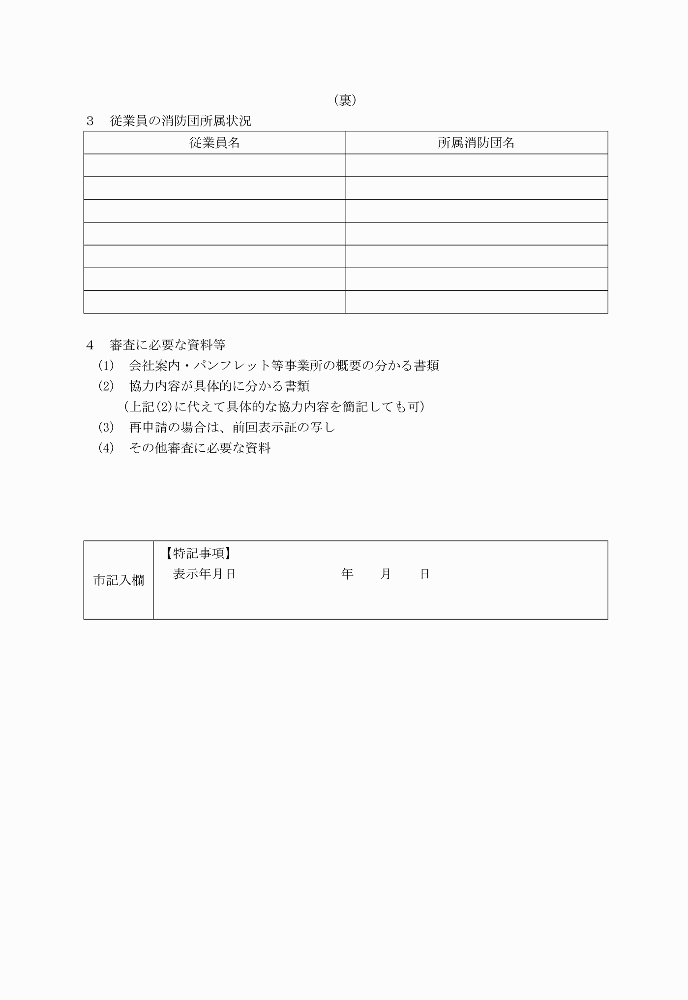 （裏）
３　従業員の消防団所属状況
従業員名　所属消防団名
４　審査に必要な資料等
(1)　会社案内・パンフレット等事業所の概要の分かる書類
(2)　協力内容が具体的に分かる書類
（上記(2)に代えて具体的な協力内容を簡記しても可）
(3)　再申請の場合は、前回表示証の写し
(4)　その他審査に必要な資料
【特記事項】
表示年月日　　　　　　　　年　　月　　日
市記入欄